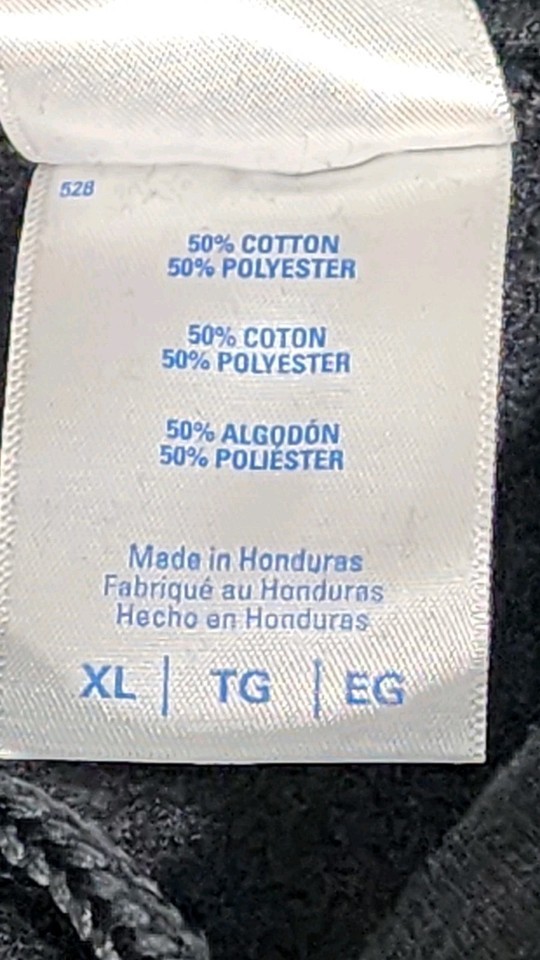 528
50% COTTON
50% POLYESTER
50% COTON
50% POLYESTER
50% ALGODÓN
50% POLIÉSTER
Made in Honduras
Fabriqué au Honduras
Hecho en Honduras
XL | TG | EG